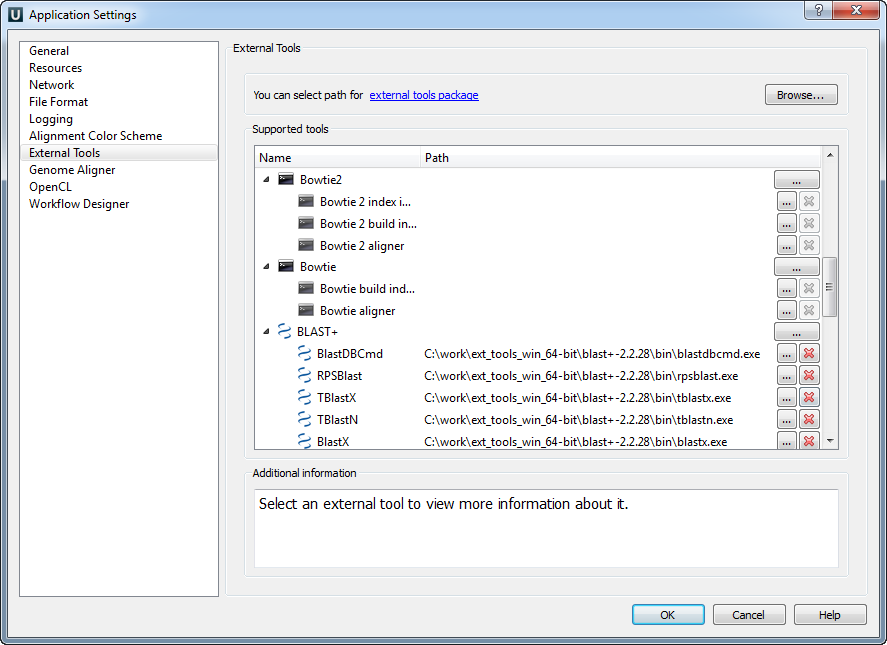 U Application Settings ?
General
Resources
Network
File Format
Logging
Alignment Color Scheme
External Tools
Genome Aligner
OpenCL
Workflow Designer
External Tools
You can select path for external tools package Browse...
Supported tools
Name Path
Bowtie2 ...
Bowtie 2 index i... ...
Bowtie 2 build in... ...
Bowtie 2 aligner ...
Bowtie ...
Bowtie build ind... ...
Bowtie aligner ...
BLAST+ ...
BlastDBCmd C:\work\ext_tools_win_64-bit\blast+-2.2.28\bin\blastdbcmd.exe ...
RPSBlast C:\work\ext_tools_win_64-bit\blast+-2.2.28\bin\rpsblast.exe ...
TBlastX C:\work\ext_tools_win_64-bit\blast+-2.2.28\bin\tblastx.exe ...
TBlastN C:\work\ext_tools_win_64-bit\blast+-2.2.28\bin\tblastn.exe ...
BlastX C:\work\ext_tools_win_64-bit\blast+-2.2.28\bin\blastx.exe ...
Additional information
Select an external tool to view more information about it.
OK Cancel Help